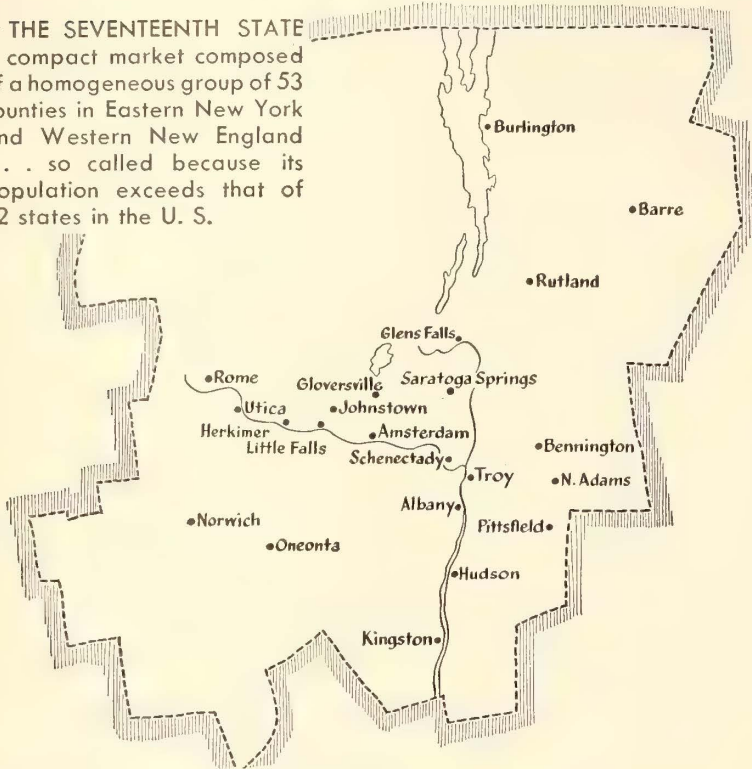 THE SEVENTEENTH STATE
compact market composed
f a homogeneous group of 53
ounties in Eastern New York
nd Western New England
. . so called because its
opulation exceeds that of
2 states in the U. S.
Burlington
Barre
Rutland
Glens Falls
Rome
Gloversville
Saratoga Springs
Utica
Johnstown
Herkimer
Little Falls
Amsterdam
Schenectady
Bennington
Troy
N. Adams
Albany
Pittsfield
Norwich
Oneonta
Hudson
Kingston